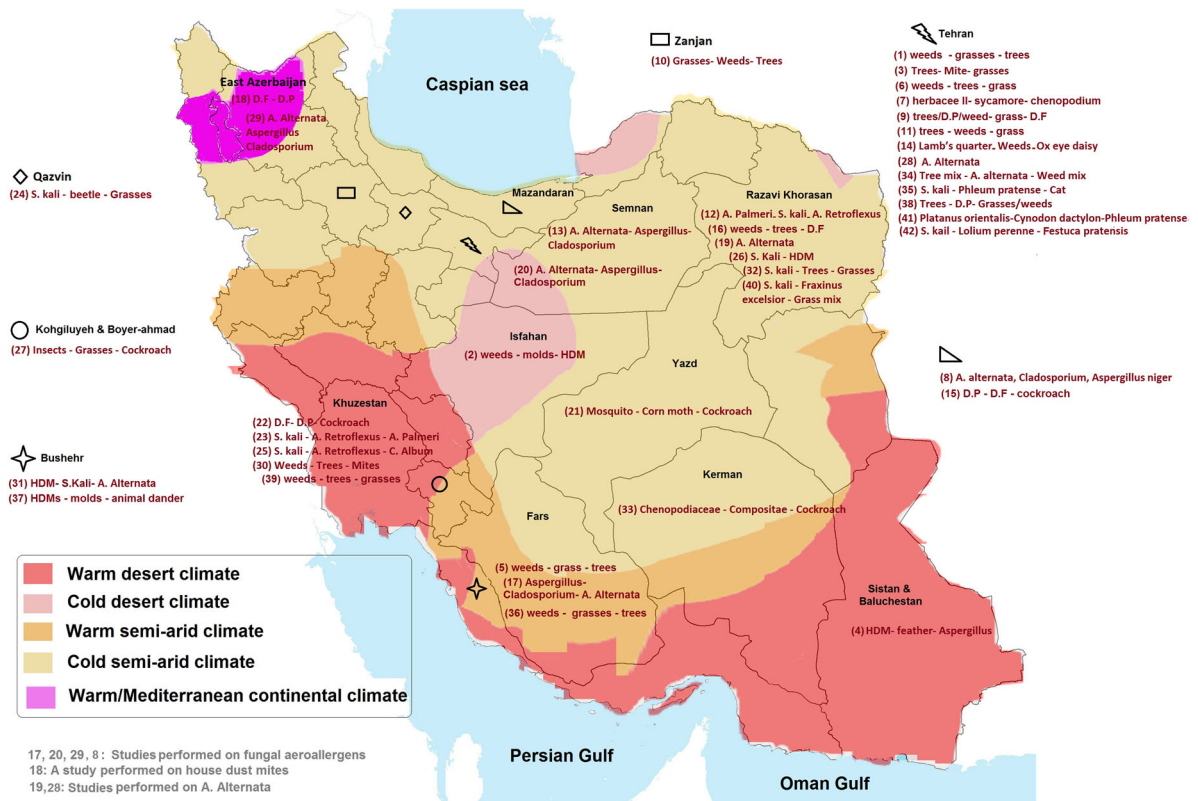 Caspian sea
Zanjan
(10) Grasses- Weeds- Trees
Tehran
(1) weeds - grasses - trees
(3) Trees- Mite- grasses
(6) weeds - trees - grass
(7) herbacee II- sycamore- chenopodium
(9) trees/D.P/weed- grass- D.F
(11) trees - weeds - grass
(14) Lamb's quarter- Weeds- Ox eye daisy
(28) A. Alternata
(34) Tree mix - A. alternata - Weed mix
(35) S. kali - Phleum pratense - Cat
(38) Trees - D.P- Grasses/weeds
(41) Platanus orientalis-Cynodon dactylon-Phleum pratense
(42) S. kail - Lolium perenne - Festuca pratensis
East Azerbaijan
(18) D.F - D.P
(29) A. Alternata
Aspergillus
Cladosporium
Qazvin
(24) S. kali - beetle - Grasses
Mazandaran
Semnan
(13) A. Alternata- Aspergillus-
Cladosporium
(20) A. Alternata- Aspergillus-
Cladosporium
Razavi Khorasan
(12) A. Palmeri- S. kali- A. Retroflexus
(16) weeds - trees - D.F
(19) A. Alternata
(26) S. Kali - HDM
(32) S. kali - Trees - Grasses
(40) S. kali - Fraxinus
excelsior - Grass mix
Kohgiluyeh & Boyer-ahmad
(27) Insects - Grasses - Cockroach
Isfahan
(2) weeds - molds- HDM
Yazd
(21) Mosquito - Corn moth - Cockroach
(8) A. alternata, Cladosporium, Aspergillus niger
(15) D.P - D.F - cockroach
Khuzestan
(22) D.F- D.P- Cockroach
(23) S. kali - A. Retroflexus - A. Palmeri
(25) S. kali - A. Retroflexus - C. Album
(30) Weeds - Trees - Mites
(39) weeds - trees - grasses
Bushehr
(31) HDM- S.Kali- A. Alternata
(37) HDMs - molds - animal dander
Kerman
(33) Chenopodiaceae - Compositae - Cockroach
Fars
(5) weeds - grass - trees
(17) Aspergillus-
Cladosporium- A. Alternata
(36) weeds - grasses - trees
Sistan &
Baluchestan
(4) HDM- feather- Aspergillus
Warm desert climate
Cold desert climate
Warm semi-arid climate
Cold semi-arid climate
Warm/Mediterranean continental climate
Persian Gulf
Oman Gulf
17, 20, 29, 8 : Studies performed on fungal aeroallergens
18: A study performed on house dust mites
19,28: Studies performed on A. Alternata